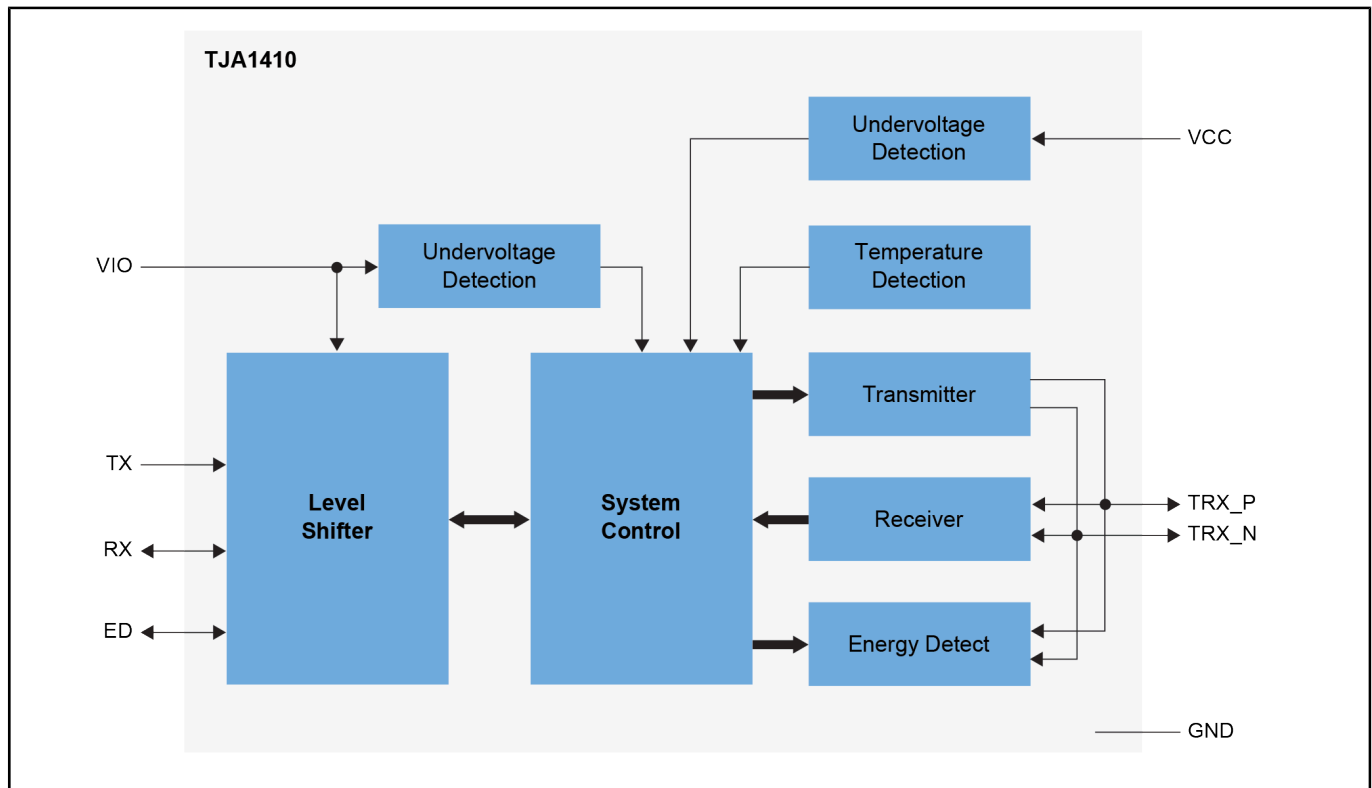 TJA1410
Undervoltage
Detection
VCC
VIO
Undervoltage
Detection
Temperature
Detection
Transmitter
TX
Level
Shifter
System
Control
Receiver
TRX_P
TRX_N
RX
ED
Energy Detect
GND